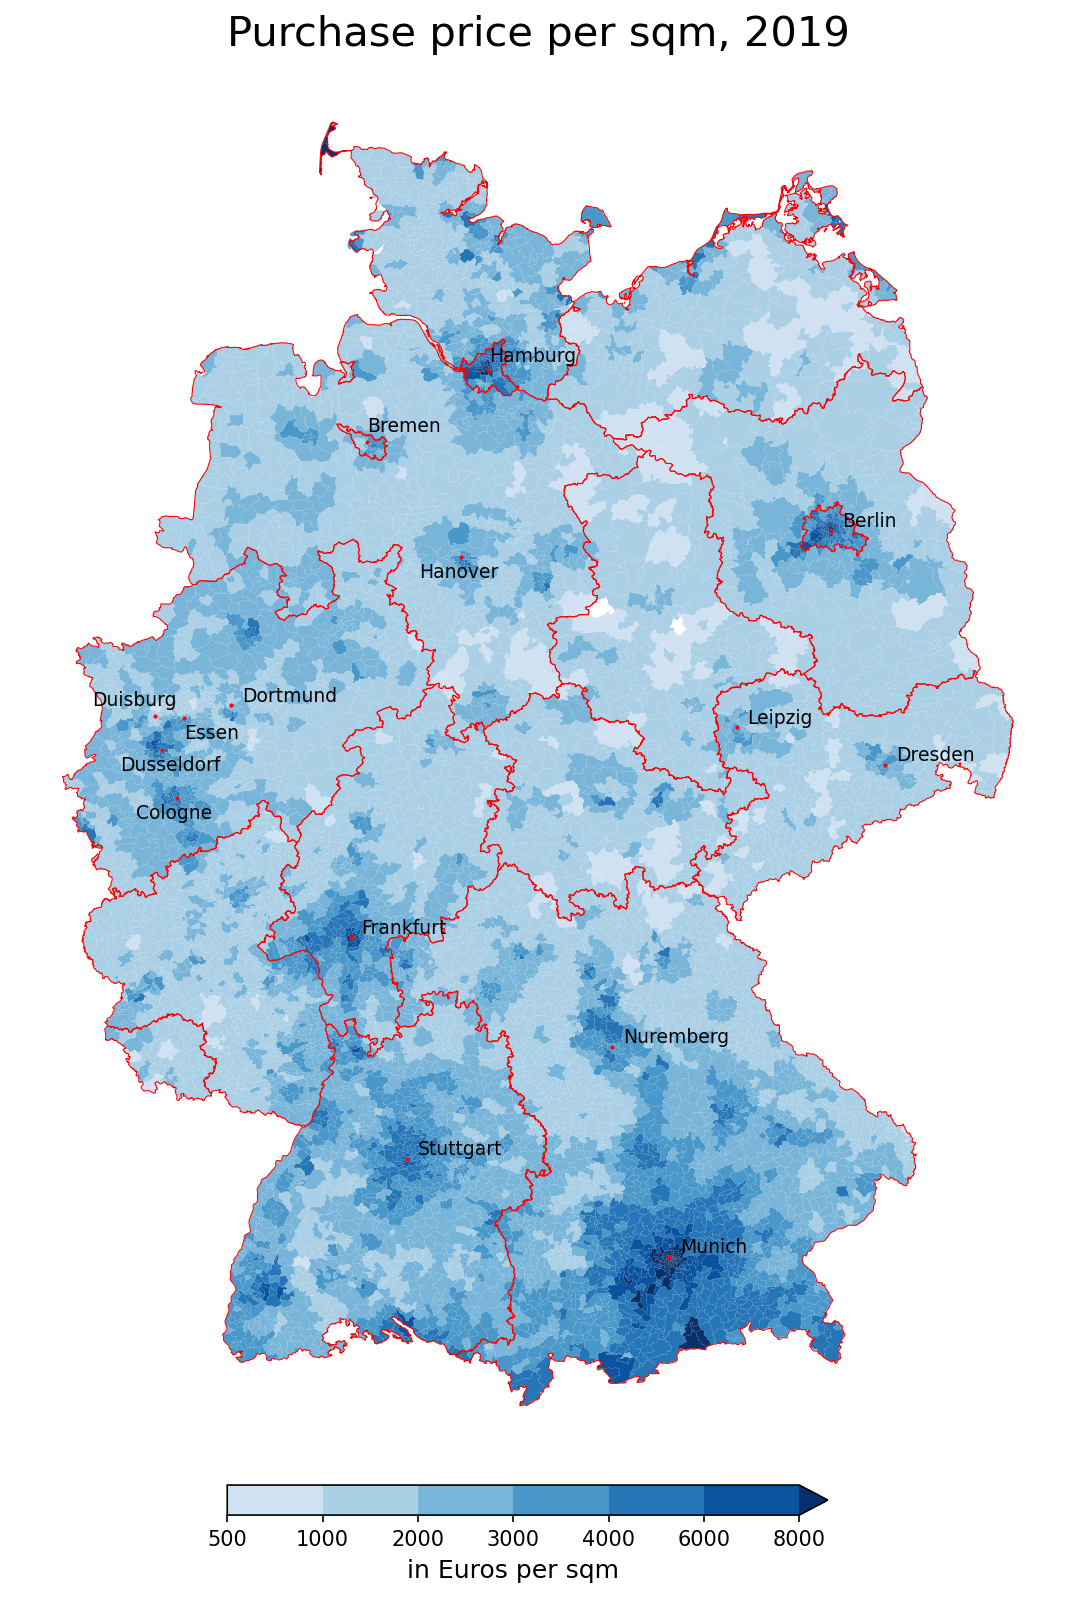 Purchase price per sqm, 2019
Hamburg
Bremen
Berlin
Hanover
Duisburg
Dortmund
Essen
Leipzig
Dusseldorf
Dresden
Cologne
Frankfurt
Nuremberg
Stuttgart
Munich
500 1000 2000 3000 4000 6000 8000
in Euros per sqm